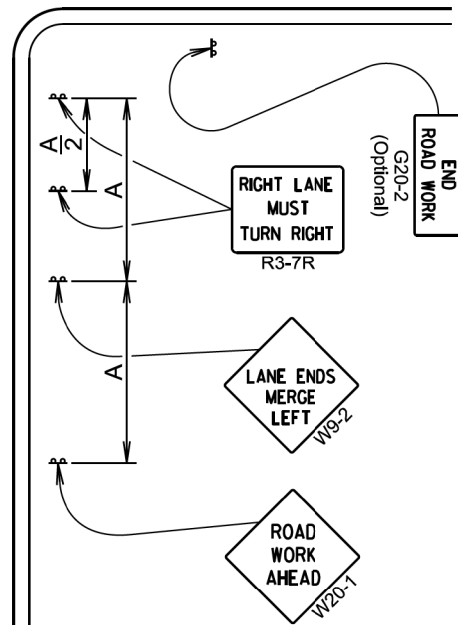 END
ROAD WORK
G20-2
(Optional)
A
2
A
RIGHT LANE
MUST
TURN RIGHT
R3-7R
A
LANE ENDS
MERGE
LEFT
W9-2
ROAD
WORK
AHEAD
W20-1